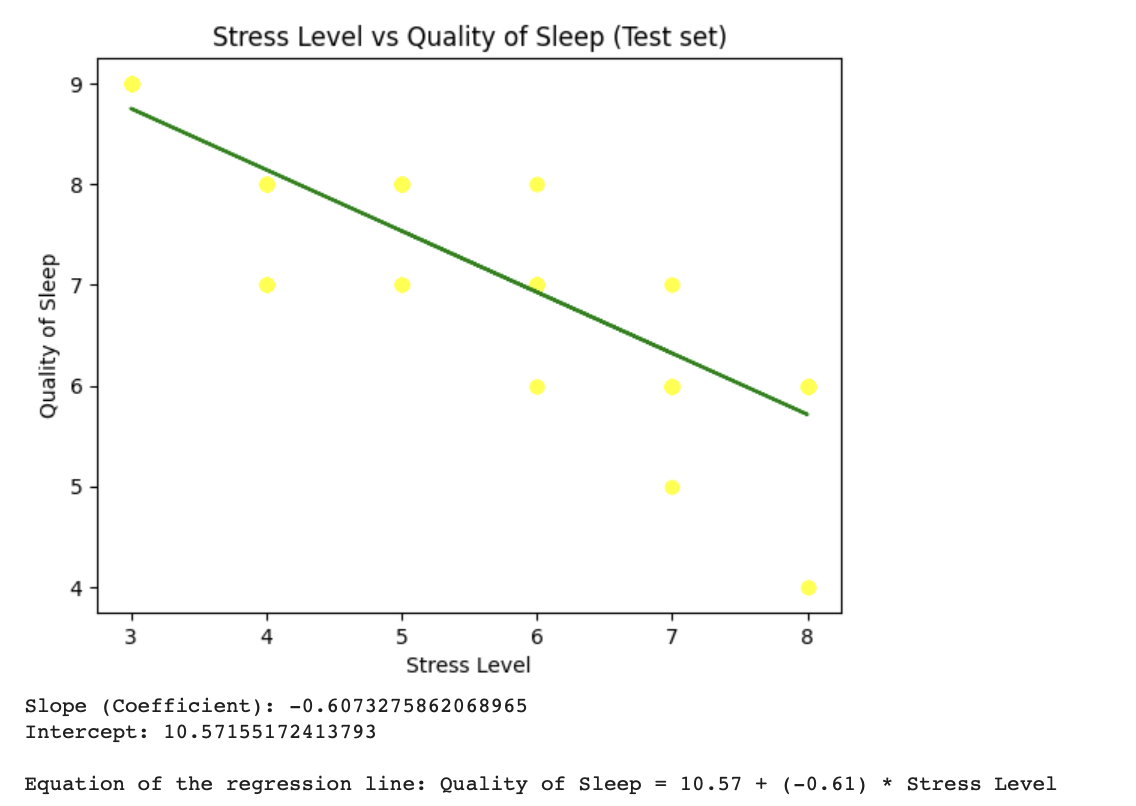 Stress Level vs Quality of Sleep (Test set)
9
8
7
6
5
4
Quality of Sleep
3 4 5 6 7 8
Stress Level
Slope (Coefficient): -0.6073275862068965
Intercept: 10.57155172413793
Equation of the regression line: Quality of Sleep = 10.57 + (-0.61) * Stress Level